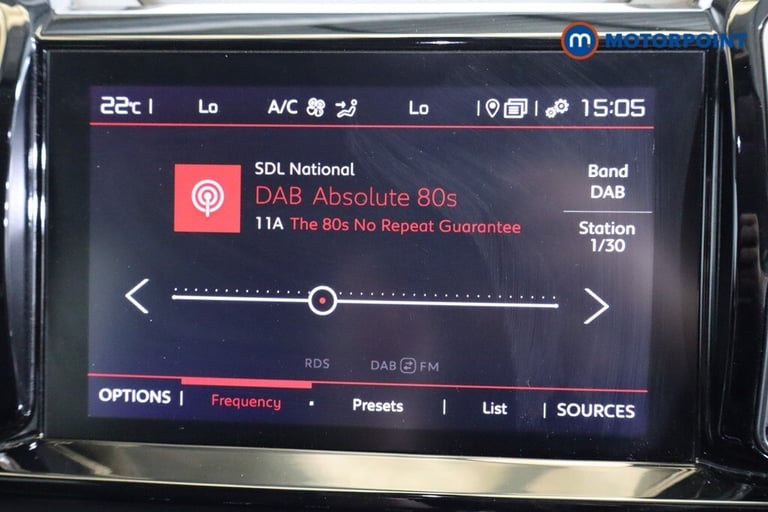 m MOTORPOINT
22°C | Lo A/C Lo | | 15:05
SDL National
DAB Absolute 80s
11A The 80s No Repeat Guarantee
Band
DAB
Station
1/30
RDS DAB FM
OPTIONS | Frequency Presets | List | SOURCES